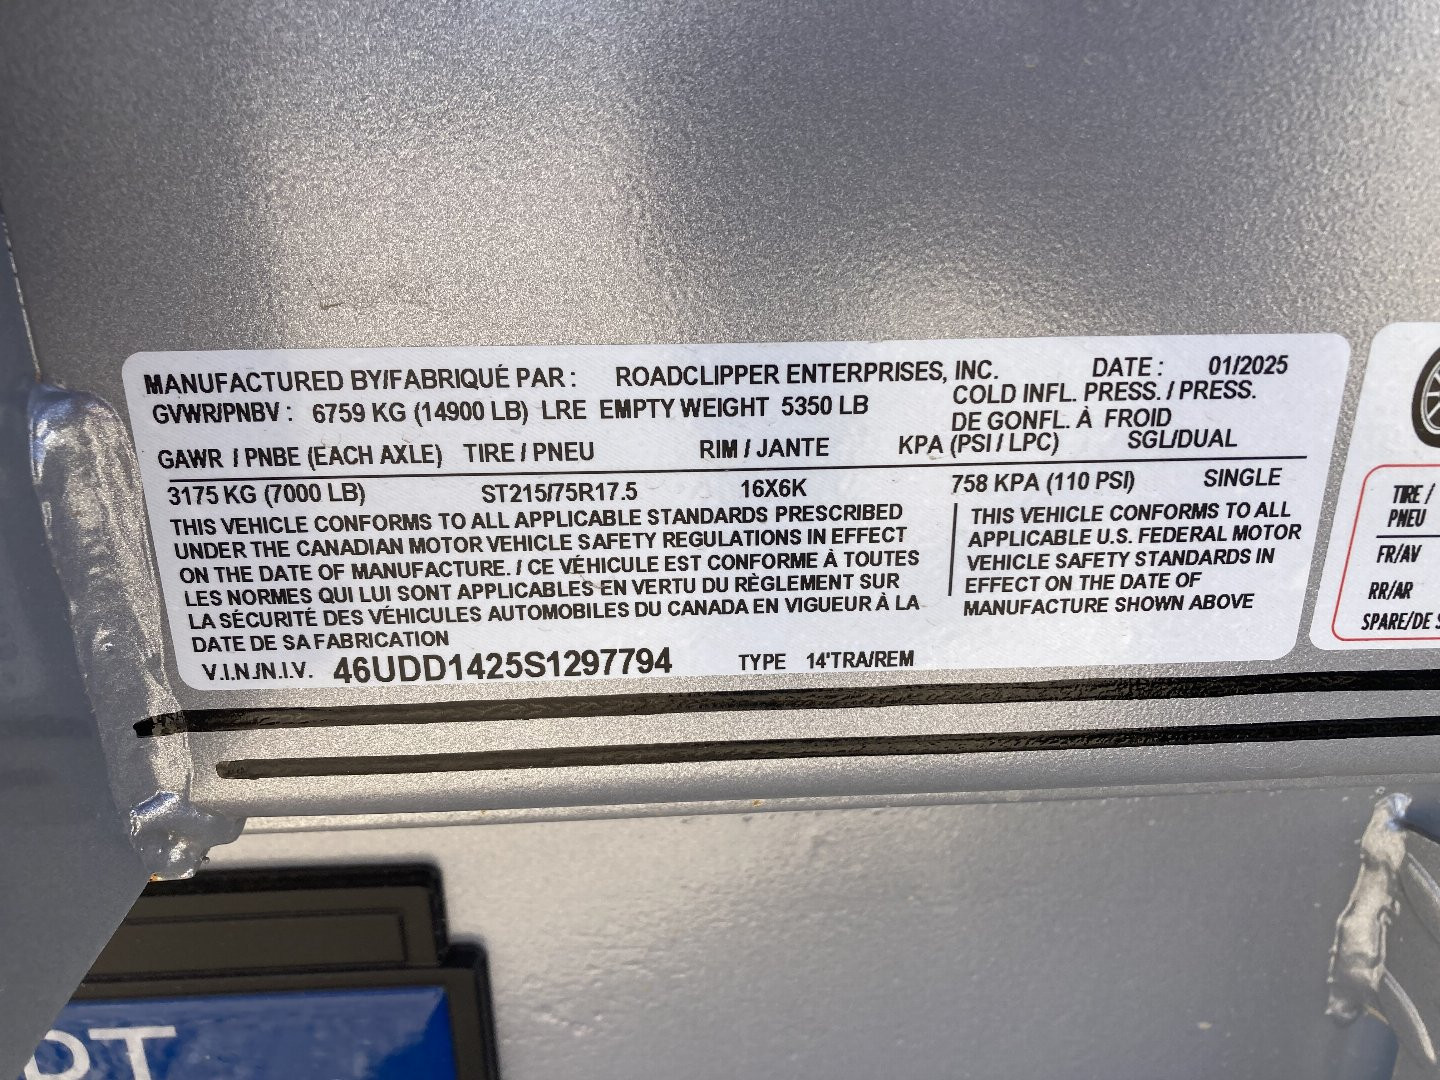 MANUFACTURED BY/FABRIQUÉ PAR : ROADCLIPPER ENTERPRISES, INC. DATE : 01/2025
GVWR/PNBV : 6759 KG (14900 LB) LRE EMPTY WEIGHT 5350 LB COLD INFL. PRESS. / PRESS.
DE GONFL. À FROID
GAWR / PNBE (EACH AXLE) TIRE / PNEU RIM / JANTE KPA (PSI / LPC) SGL/DUAL
3175 KG (7000 LB) ST215/75R17.5 16X6K 758 KPA (110 PSI) SINGLE
THIS VEHICLE CONFORMS TO ALL APPLICABLE STANDARDS PRESCRIBED
UNDER THE CANADIAN MOTOR VEHICLE SAFETY REGULATIONS IN EFFECT
ON THE DATE OF MANUFACTURE. / CE VÉHICULE EST CONFORME À TOUTES
LES NORMES QUI LUI SONT APPLICABLES EN VERTU DU RÈGLEMENT SUR
LA SÉCURITÉ DES VÉHICULES AUTOMOBILES DU CANADA EN VIGUEUR À LA
DATE DE SA FABRICATION
THIS VEHICLE CONFORMS TO ALL
APPLICABLE U.S. FEDERAL MOTOR
VEHICLE SAFETY STANDARDS IN
EFFECT ON THE DATE OF
MANUFACTURE SHOWN ABOVE
V.I.N./N.I.V. 46UDD1425S1297794 TYPE 14'TRA/REM
TIRE /
PNEU
FR/AV
RR/AR
SPARE/DE
PT